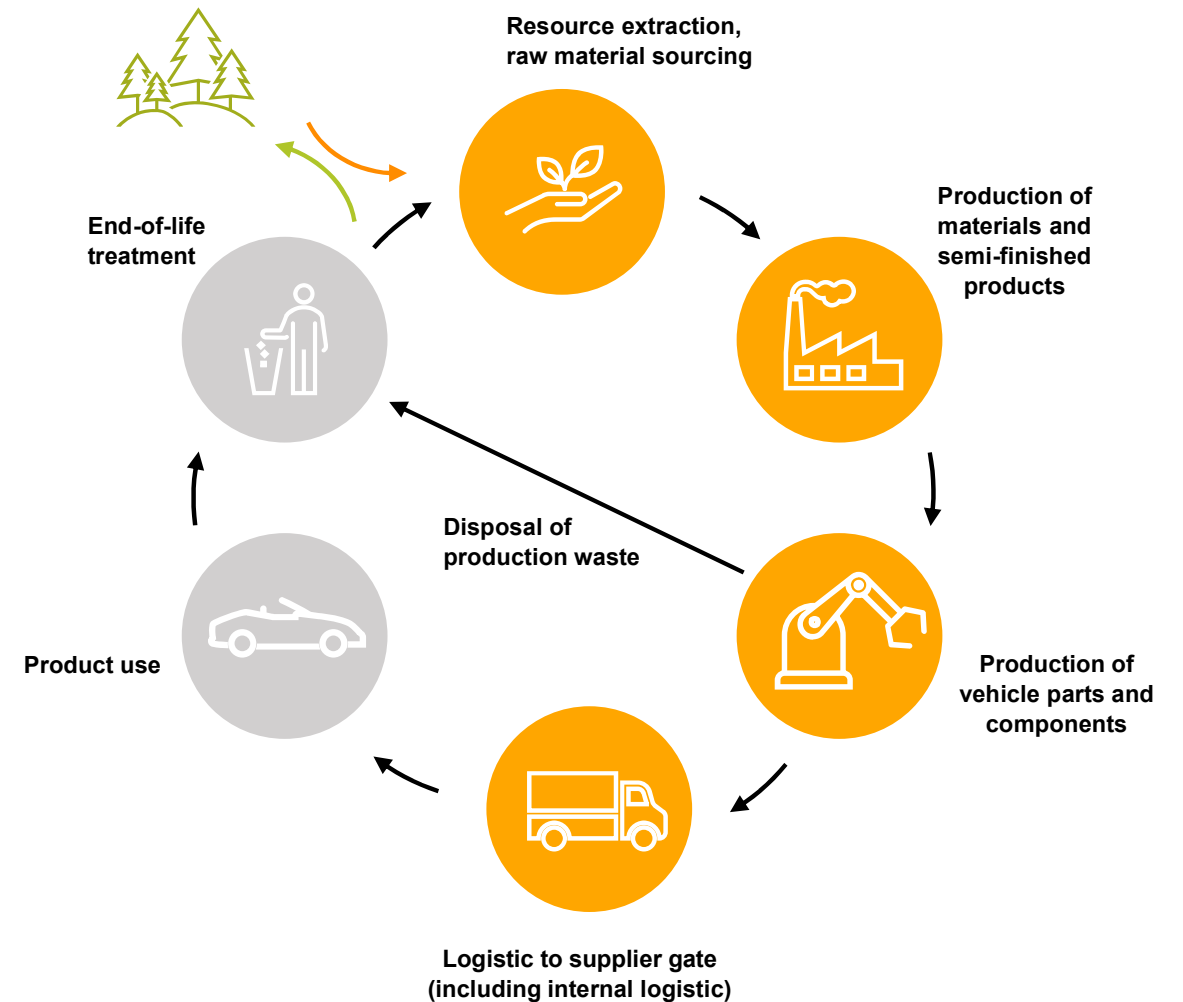 Resource extraction,
raw material sourcing
Production of
materials and
semi-finished
products
End-of-life
treatment
Disposal of
production waste
Product use
Production of
vehicle parts and
components
Logistic to supplier gate
(including internal logistic)